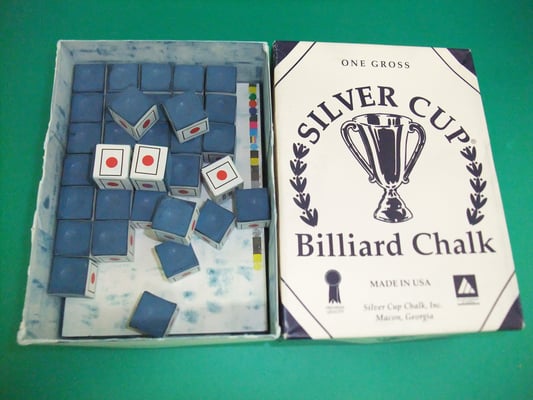 ONE GROSS
SILVER CUP
Billiard Chalk
MADE IN USA
Silver Cup Chalk, Inc.
Macon, Georgia